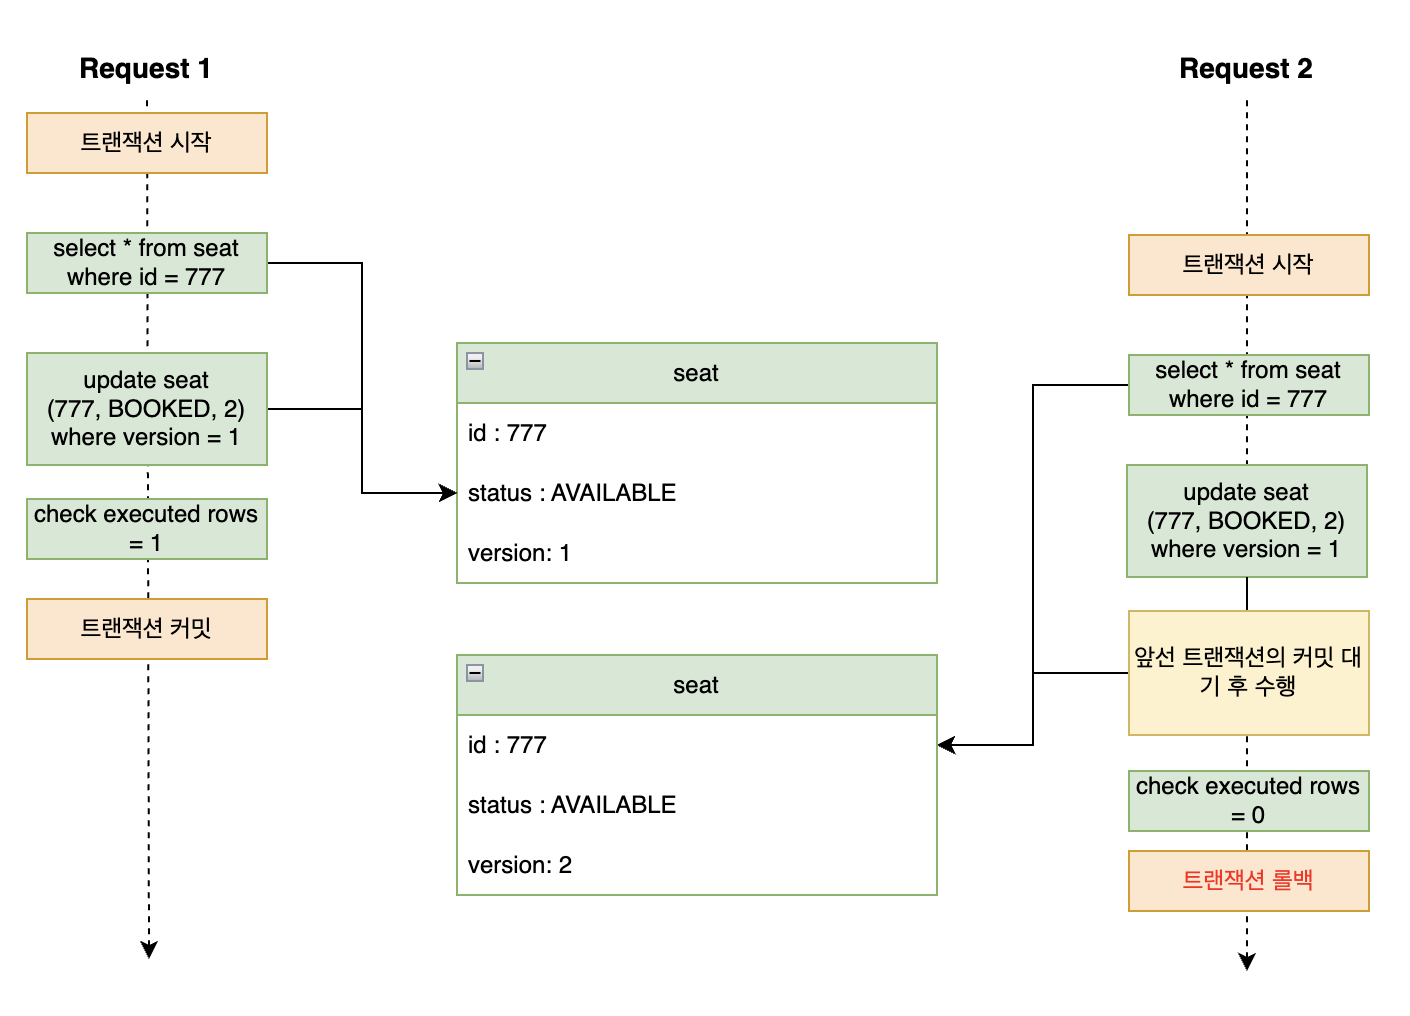 Request 1
트랜잭션 시작
select * from seat
where id = 777
update seat
(777, BOOKED, 2)
where version = 1
check executed rows
= 1
트랜잭션 커밋
seat
id : 777
status : AVAILABLE
version: 1
seat
id : 777
status : AVAILABLE
version: 2
Request 2
트랜잭션 시작
select * from seat
where id = 777
update seat
(777, BOOKED, 2)
where version = 1
앞선 트랜잭션의 커밋 대
기 후 수행
check executed rows
= 0
트랜잭션 롤백